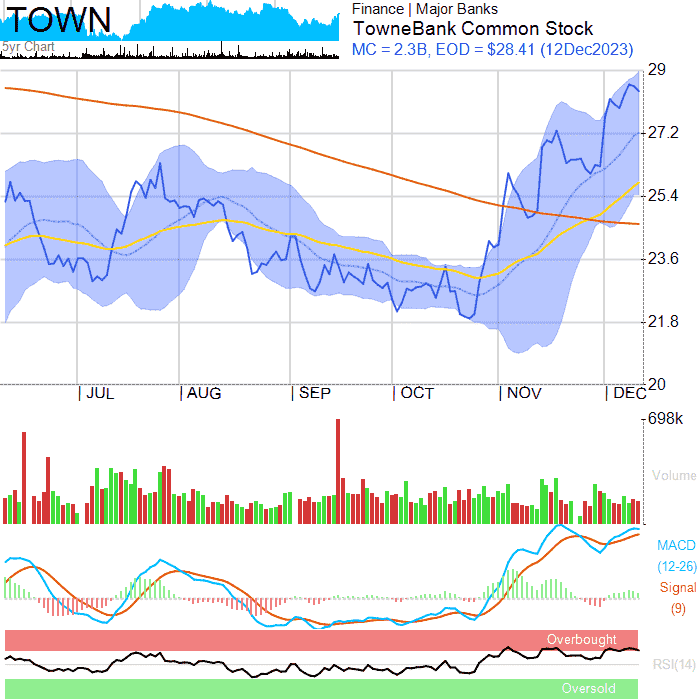 TOWN
5yr Chart
Finance | Major Banks
TowneBank Common Stock
MC = 2.3B, EOD = $28.41 (12Dec2023)
29
27.2
25.4
23.6
21.8
20
| JUL | AUG | SEP | OCT | NOV | DEC
698k
Volume
MACD
(12-26)
Signal
(9)
Overbought
RSI(14)
Oversold